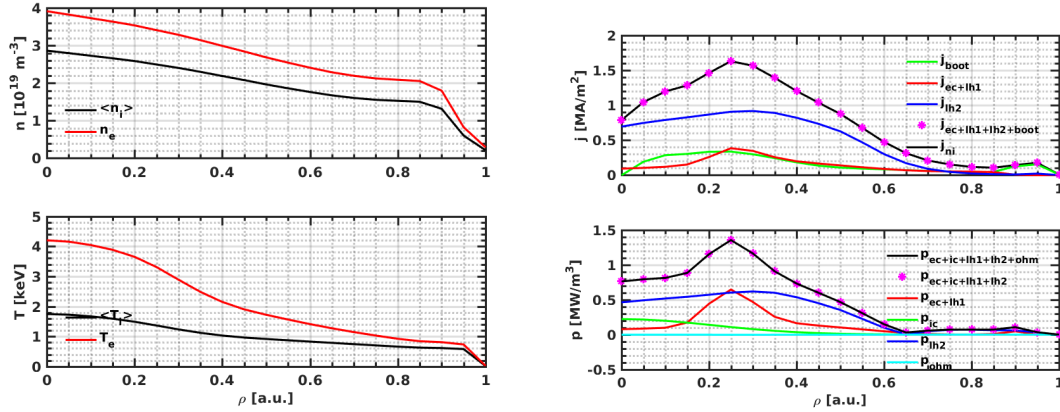 n [10^19 m^-3]
4
3
2
1
0
<n_i>
n_e
0 0.2 0.4 0.6 0.8 1
T [keV]
5
4
3
2
1
0
<T_i>
T_e
0 0.2 0.4 0.6 0.8 1
ρ [a.u.]
j [MA/m^2]
2
1.5
1
0.5
0
j_boot
j_ec+lh1
j_lh2
j_ec+lh1+lh2+boot
j_ni
0 0.2 0.4 0.6 0.8 1
p [MW/m^3]
1.5
1
0.5
0
-0.5
p_ec+ic+lh1+lh2+ohm
p_ec+ic+lh1+lh2
p_ec+lh1
p_ic
p_lh2
p_ohm
0 0.2 0.4 0.6 0.8 1
ρ [a.u.]